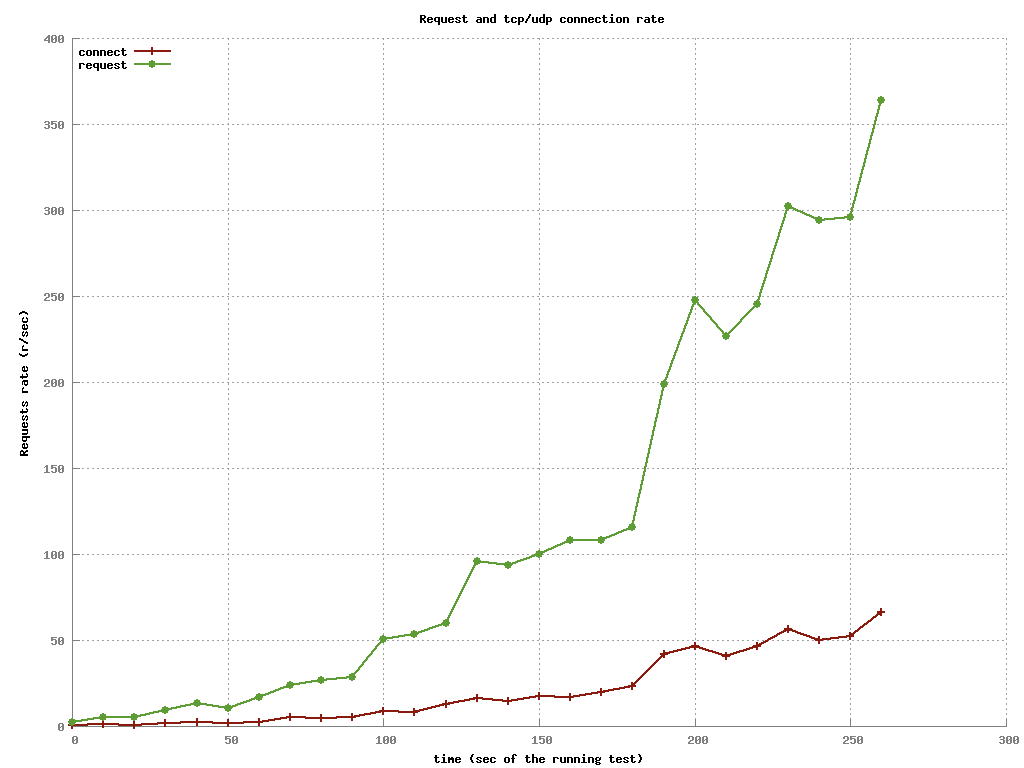 Request and tcp/udp connection rate
400
connect
request
350
300
250
Requests rate (r/sec)
200
150
100
50
0
0 50 100 150 200 250 300
time (sec of the running test)